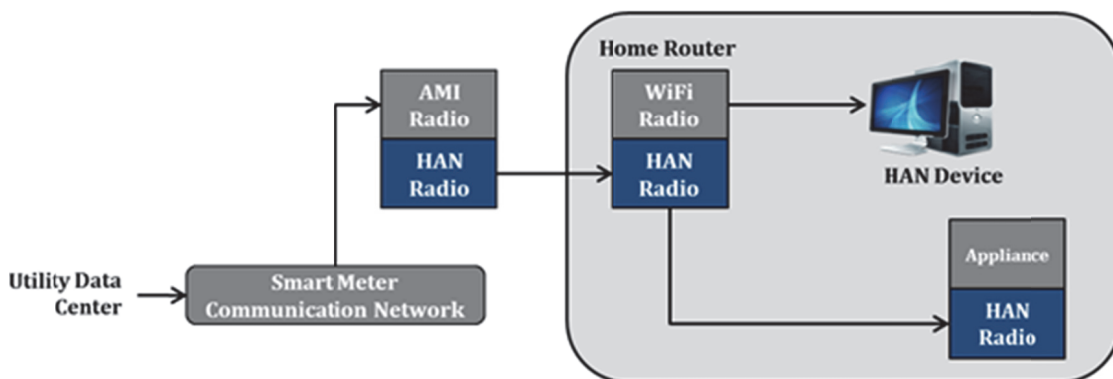 Home Router
AMI
Radio
HAN
Radio
WiFi
Radio
HAN
Radio
HAN Device
Appliance
HAN
Radio
Utility Data
Center
Smart Meter
Communication Network